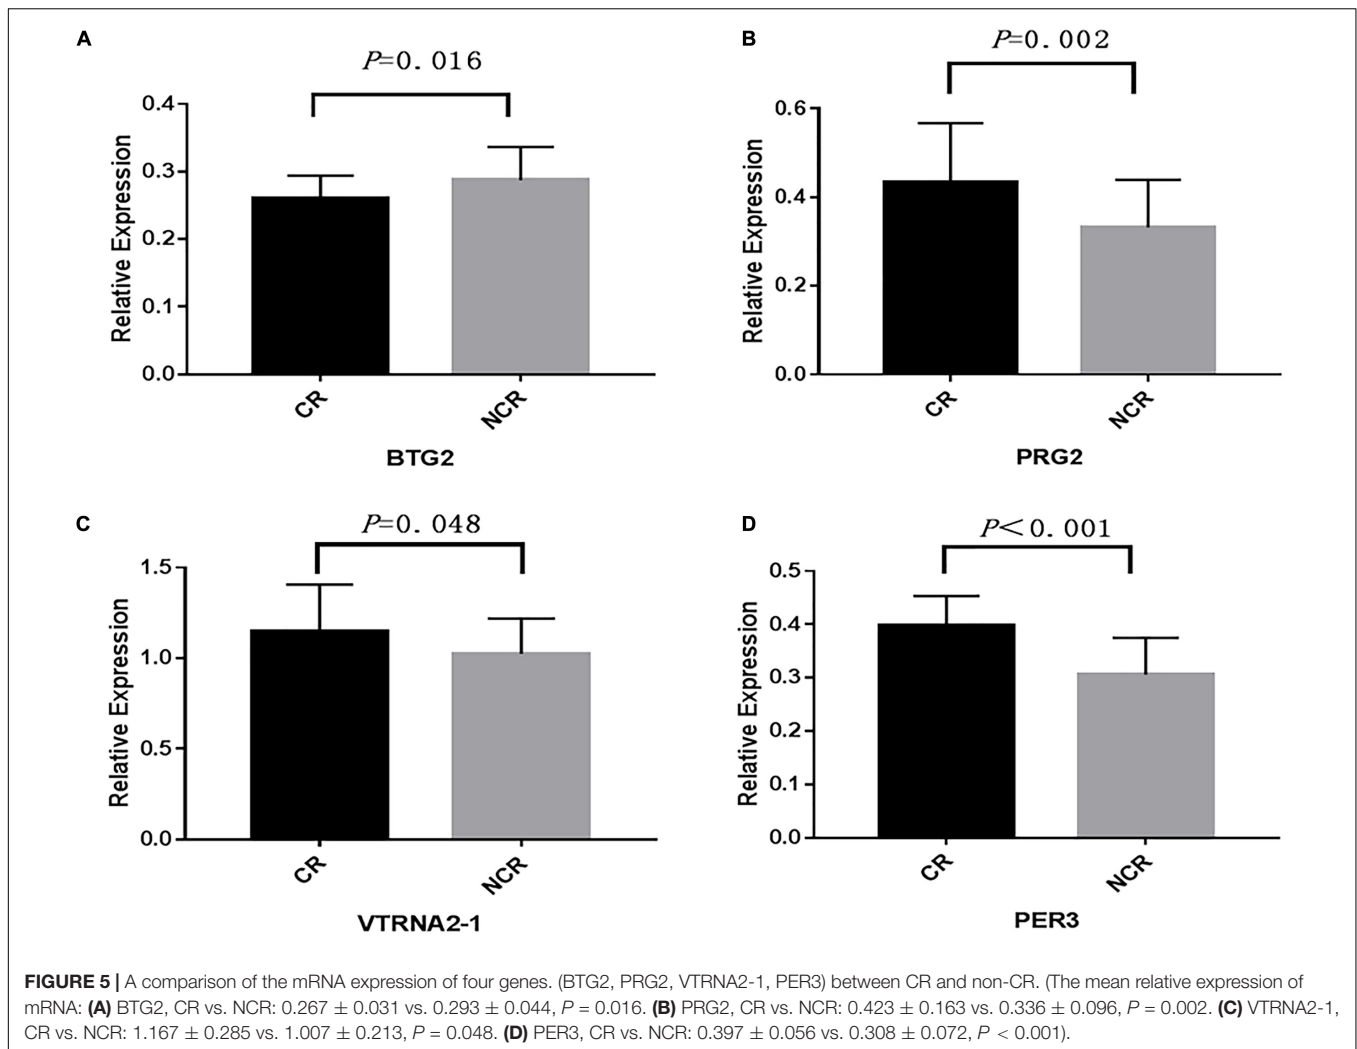 A
P=0.016
0.4
0.3
0.2
0.1
0.0
Relative Expression
CR
NCR
BTG2
B
P=0.002
0.6
0.4
0.2
0.0
Relative Expression
CR
NCR
PRG2
C
P=0.048
1.5
1.0
0.5
0.0
Relative Expression
CR
NCR
VTRNA2-1
D
P<0.001
0.5
0.4
0.3
0.2
0.1
0.0
Relative Expression
CR
NCR
PER3
FIGURE 5 | A comparison of the mRNA expression of four genes. (BTG2, PRG2, VTRNA2-1, PER3) between CR and non-CR. (The mean relative expression of
mRNA: (A) BTG2, CR vs. NCR: 0.267 ± 0.031 vs. 0.293 ± 0.044, P = 0.016. (B) PRG2, CR vs. NCR: 0.423 ± 0.163 vs. 0.336 ± 0.096, P = 0.002. (C) VTRNA2-1,
CR vs. NCR: 1.167 ± 0.285 vs. 1.007 ± 0.213, P = 0.048. (D) PER3, CR vs. NCR: 0.397 ± 0.056 vs. 0.308 ± 0.072, P < 0.001).